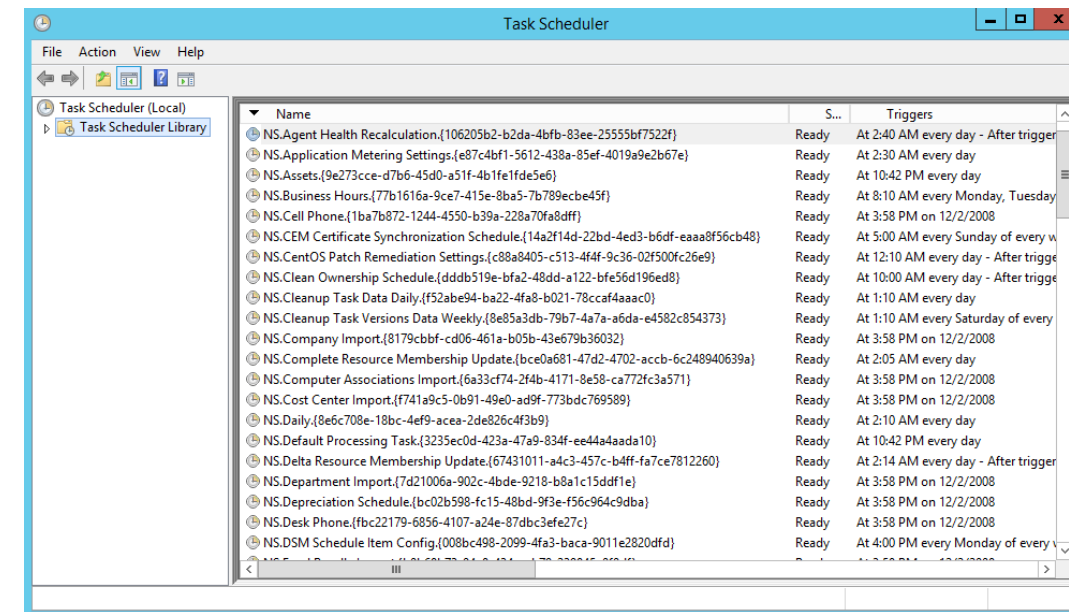 Task Scheduler
File Action View Help
Task Scheduler (Local)
Task Scheduler Library
Name S... Triggers
NS.Agent Health Recalculation.{106205b2-b2da-4bfb-83ee-25555bf7522f} Ready At 2:40 AM every day - After trigger
NS.Application Metering Settings.{e87c4bf1-5612-438a-85ef-4019a9e2b67e} Ready At 2:30 AM every day
NS.Assets.{9e273cce-d7b6-45d0-a51f-4b1fe1fde5e6} Ready At 10:42 PM every day
NS.Business Hours.{77b1616a-9ce7-415e-8ba5-7b789ecbe45f} Ready At 8:10 AM every Monday, Tuesday
NS.Cell Phone.{1ba7b872-1244-4550-b39a-228a70fa8dff} Ready At 3:58 PM on 12/2/2008
NS.CEM Certificate Synchronization Schedule.{14a2f14d-22bd-4ed3-b6df-eaaa8f56cb48} Ready At 5:00 AM every Sunday of every w
NS.CentOS Patch Remediation Settings.{c88a8405-c513-4f4f-9c36-02f500fc26e9} Ready At 12:10 AM every day - After trigge
NS.Clean Ownership Schedule.{dddb519e-bfa2-48dd-a122-bfe56d196ed8} Ready At 10:00 AM every day - After trigge
NS.Cleanup Task Data Daily.{f52abe94-ba22-4fa8-b021-78ccaf4aaac0} Ready At 1:10 AM every day
NS.Cleanup Task Versions Data Weekly.{8e85a3db-79b7-4a7a-a6da-e4582c854373} Ready At 1:10 AM every Saturday of every
NS.Company Import.{8179cbbf-cd06-461a-b05b-43e679b36032} Ready At 3:58 PM on 12/2/2008
NS.Complete Resource Membership Update.{bce0a681-47d2-4702-accb-6c248940639a} Ready At 2:05 AM every day
NS.Computer Associations Import.{6a33cf74-2f4b-4171-8e58-ca772fc3a571} Ready At 3:58 PM on 12/2/2008
NS.Cost Center Import.{f741a9c5-0b91-49e0-ad9f-773bdc769589} Ready At 3:58 PM on 12/2/2008
NS.Daily.{8e6c708e-18bc-4ef9-acea-2de826c4f3b9} Ready At 2:10 AM every day
NS.Default Processing Task.{3235ec0d-423a-47a9-834f-ee44a4aada10} Ready At 10:42 PM every day
NS.Delta Resource Membership Update.{67431011-a4c3-457c-b4ff-fa7ce7812260} Ready At 2:14 AM every day - After trigger
NS.Department Import.{7d21006a-902c-4bde-9218-b8a1c15ddf1e} Ready At 3:58 PM on 12/2/2008
NS.Depreciation Schedule.{bc02b598-fc15-48bd-9f3e-f56c964c9dba} Ready At 3:58 PM on 12/2/2008
NS.Desk Phone.{fbc22179-6856-4107-a24e-87dbc3efe27c} Ready At 3:58 PM on 12/2/2008
NS.DSM Schedule Item Config.{008bc498-2099-4fa3-baca-9011e2820dfd} Ready At 4:00 PM every Monday of every w